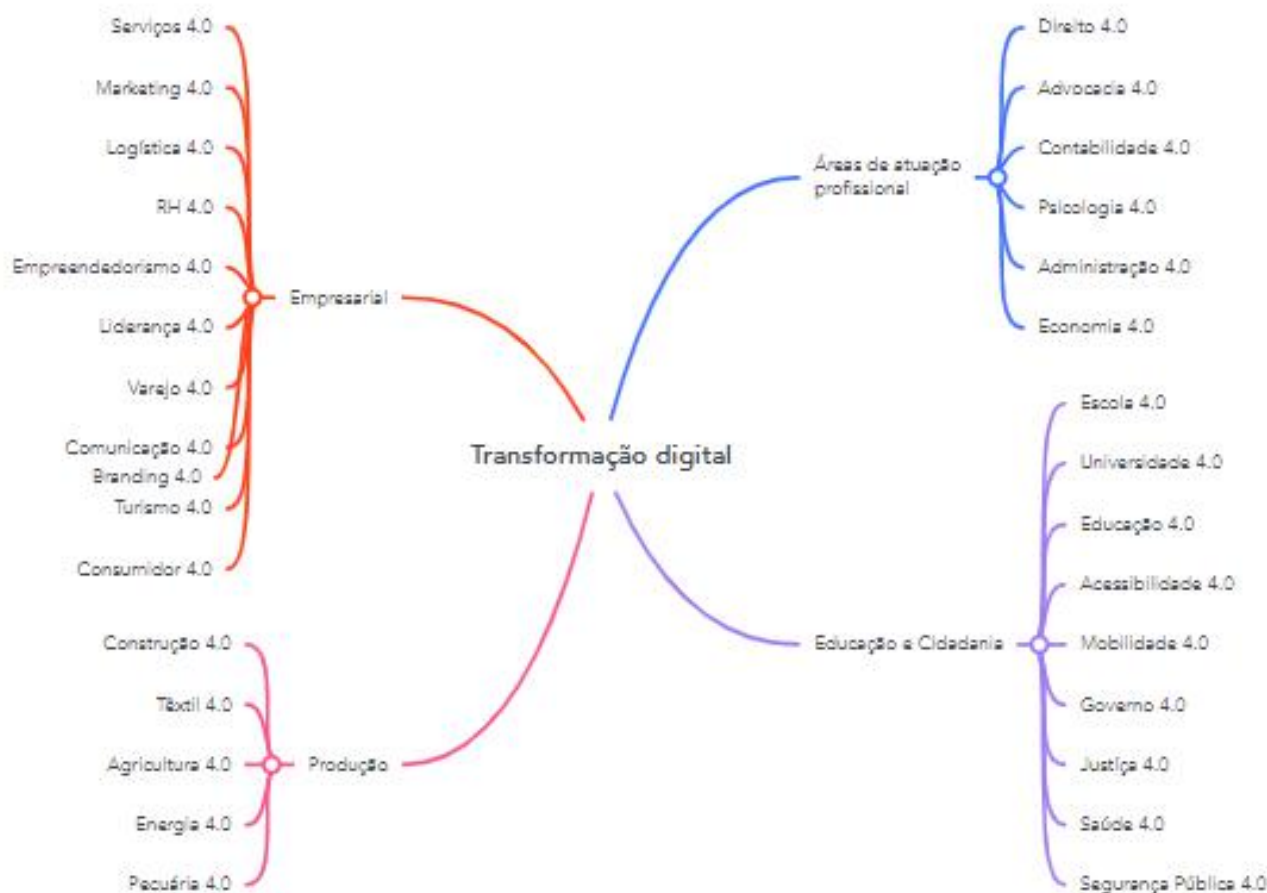 Transformação digital
Áreas de atuação
profissional
Direito 4.0
Advocacia 4.0
Contabilidade 4.0
Psicologia 4.0
Administração 4.0
Economia 4.0
Educação e Cidadania
Escola 4.0
Universidade 4.0
Educação 4.0
Acessibilidade 4.0
Mobilidade 4.0
Governo 4.0
Justiça 4.0
Saúde 4.0
Segurança Pública 4.0
Empresarial
Serviços 4.0
Marketing 4.0
Logística 4.0
RH 4.0
Empreendedorismo 4.0
Liderança 4.0
Varejo 4.0
Comunicação 4.0
Branding 4.0
Turismo 4.0
Consumidor 4.0
Produção
Construção 4.0
Têxtil 4.0
Agricultura 4.0
Energia 4.0
Pecuária 4.0